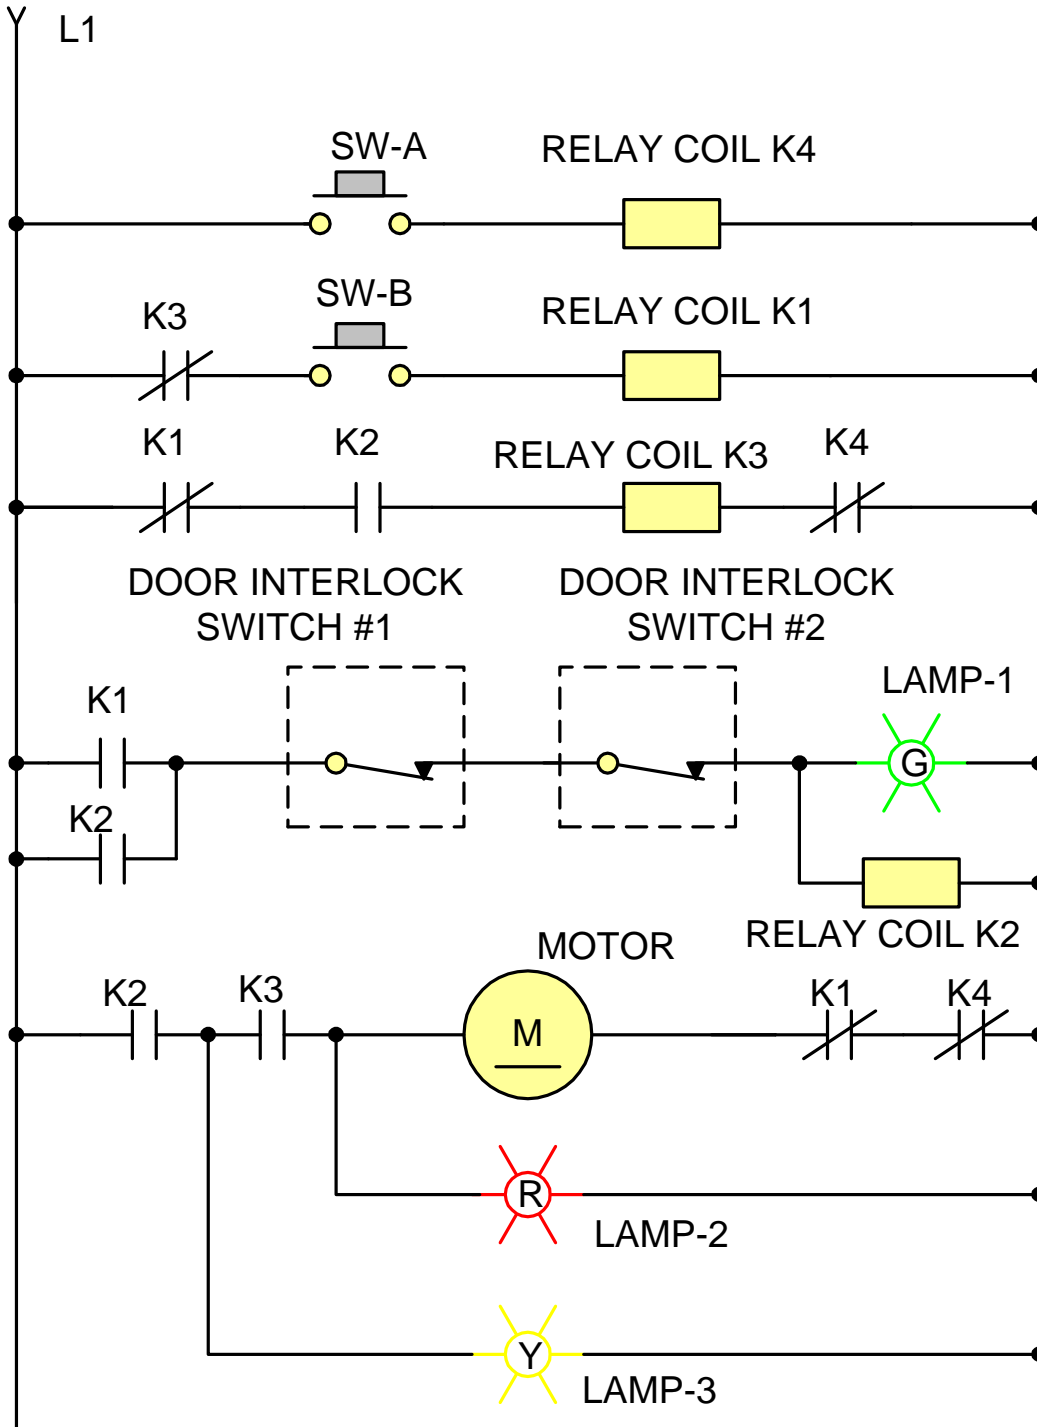 L1
SW-A
RELAY COIL K4
SW-B
RELAY COIL K1
K3
K1
K2
RELAY COIL K3
K4
DOOR INTERLOCK
SWITCH #1
DOOR INTERLOCK
SWITCH #2
LAMP-1
K1
G
K2
RELAY COIL K2
MOTOR
K2
K3
K1
K4
M
R
LAMP-2
Y
LAMP-3